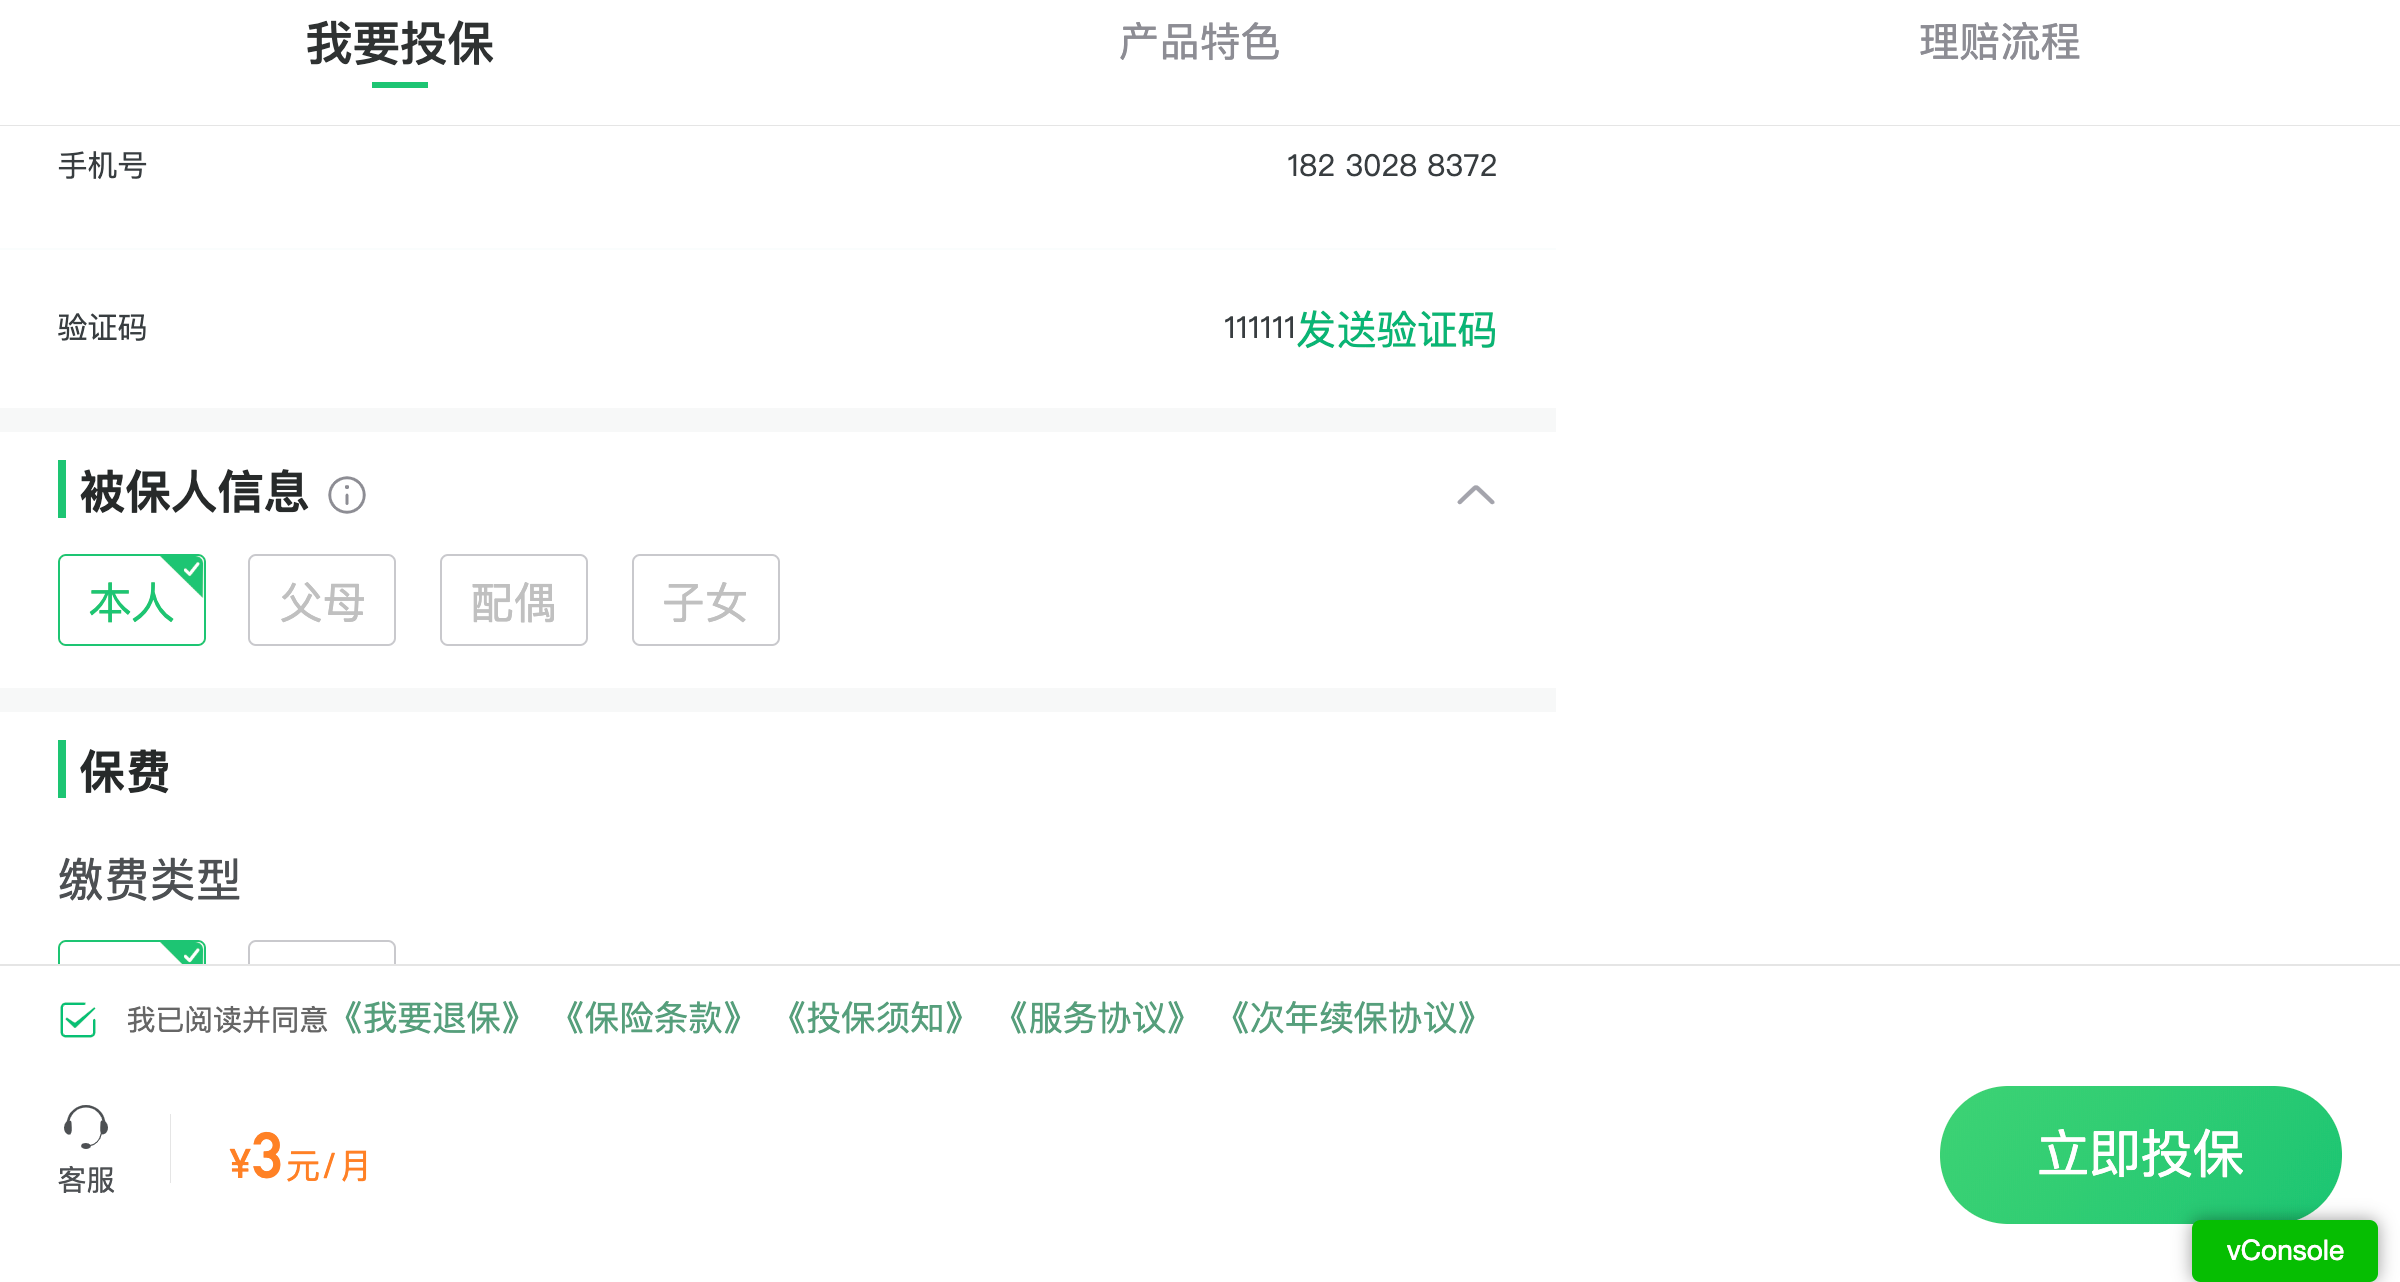 我要投保 产品特色 理赔流程
手机号 182 3028 8372
验证码 111111发送验证码
被保人信息
本人 父母 配偶 子女
保费
缴费类型
我已阅读并同意《我要退保》 《保险条款》 《投保须知》 《服务协议》 《次年续保协议》
客服 ¥3元/月 立即投保
vConsole